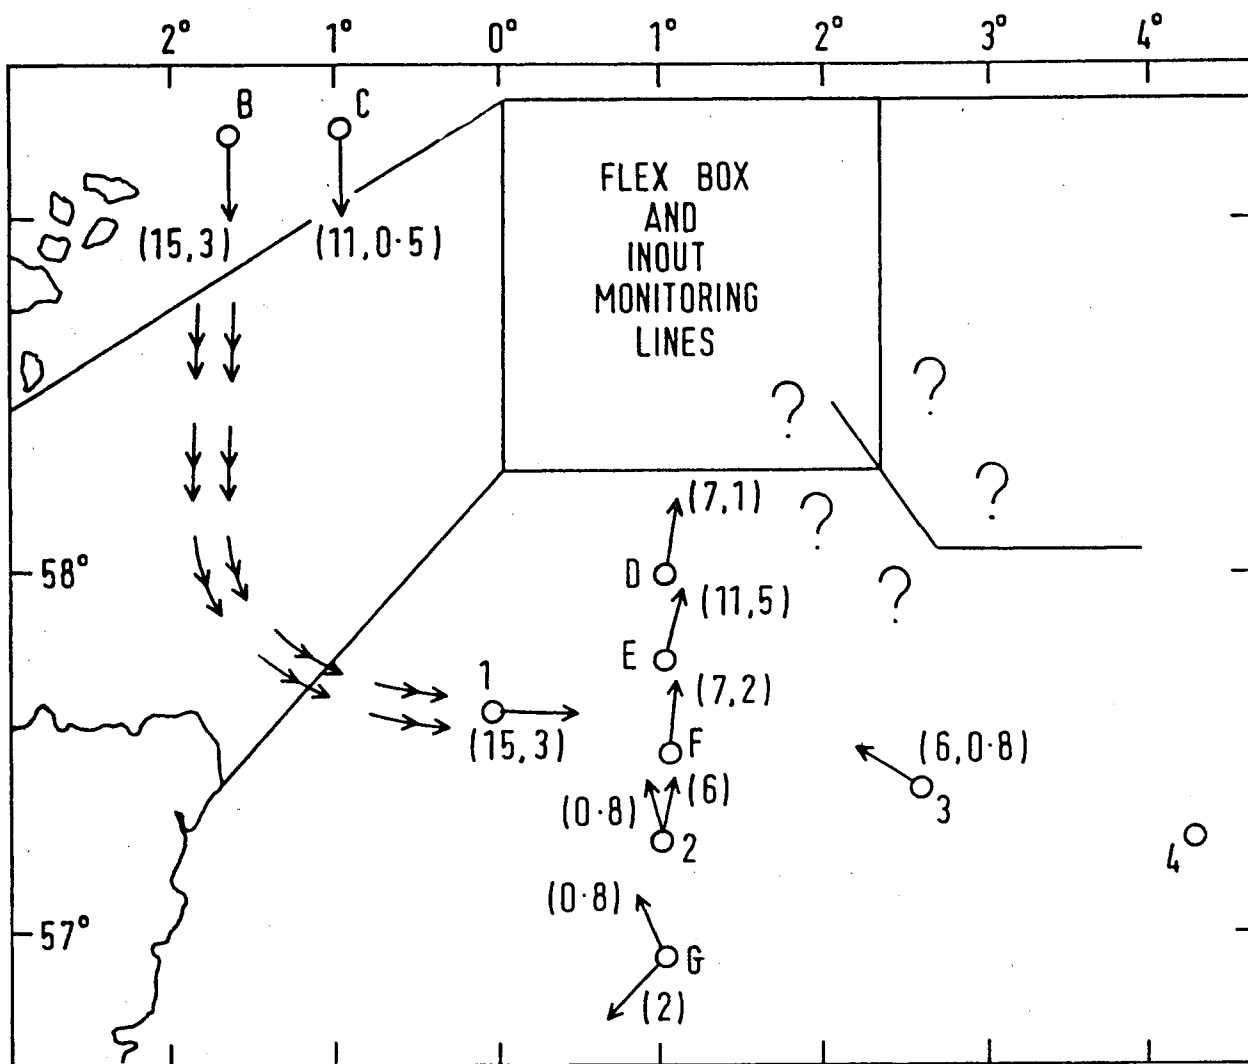 2° 1° 0° 1° 2° 3° 4°
B C
(15,3) (11,0·5)
FLEX BOX
AND
INOUT
MONITORING
LINES
? ?
? ?
?
(7,1)
58° D
(11,5)
E
(7,2)
1
(15,3)
F
(6,0·8)
3
(0·8) (6)
2
4
(0·8)
57°
G
(2)